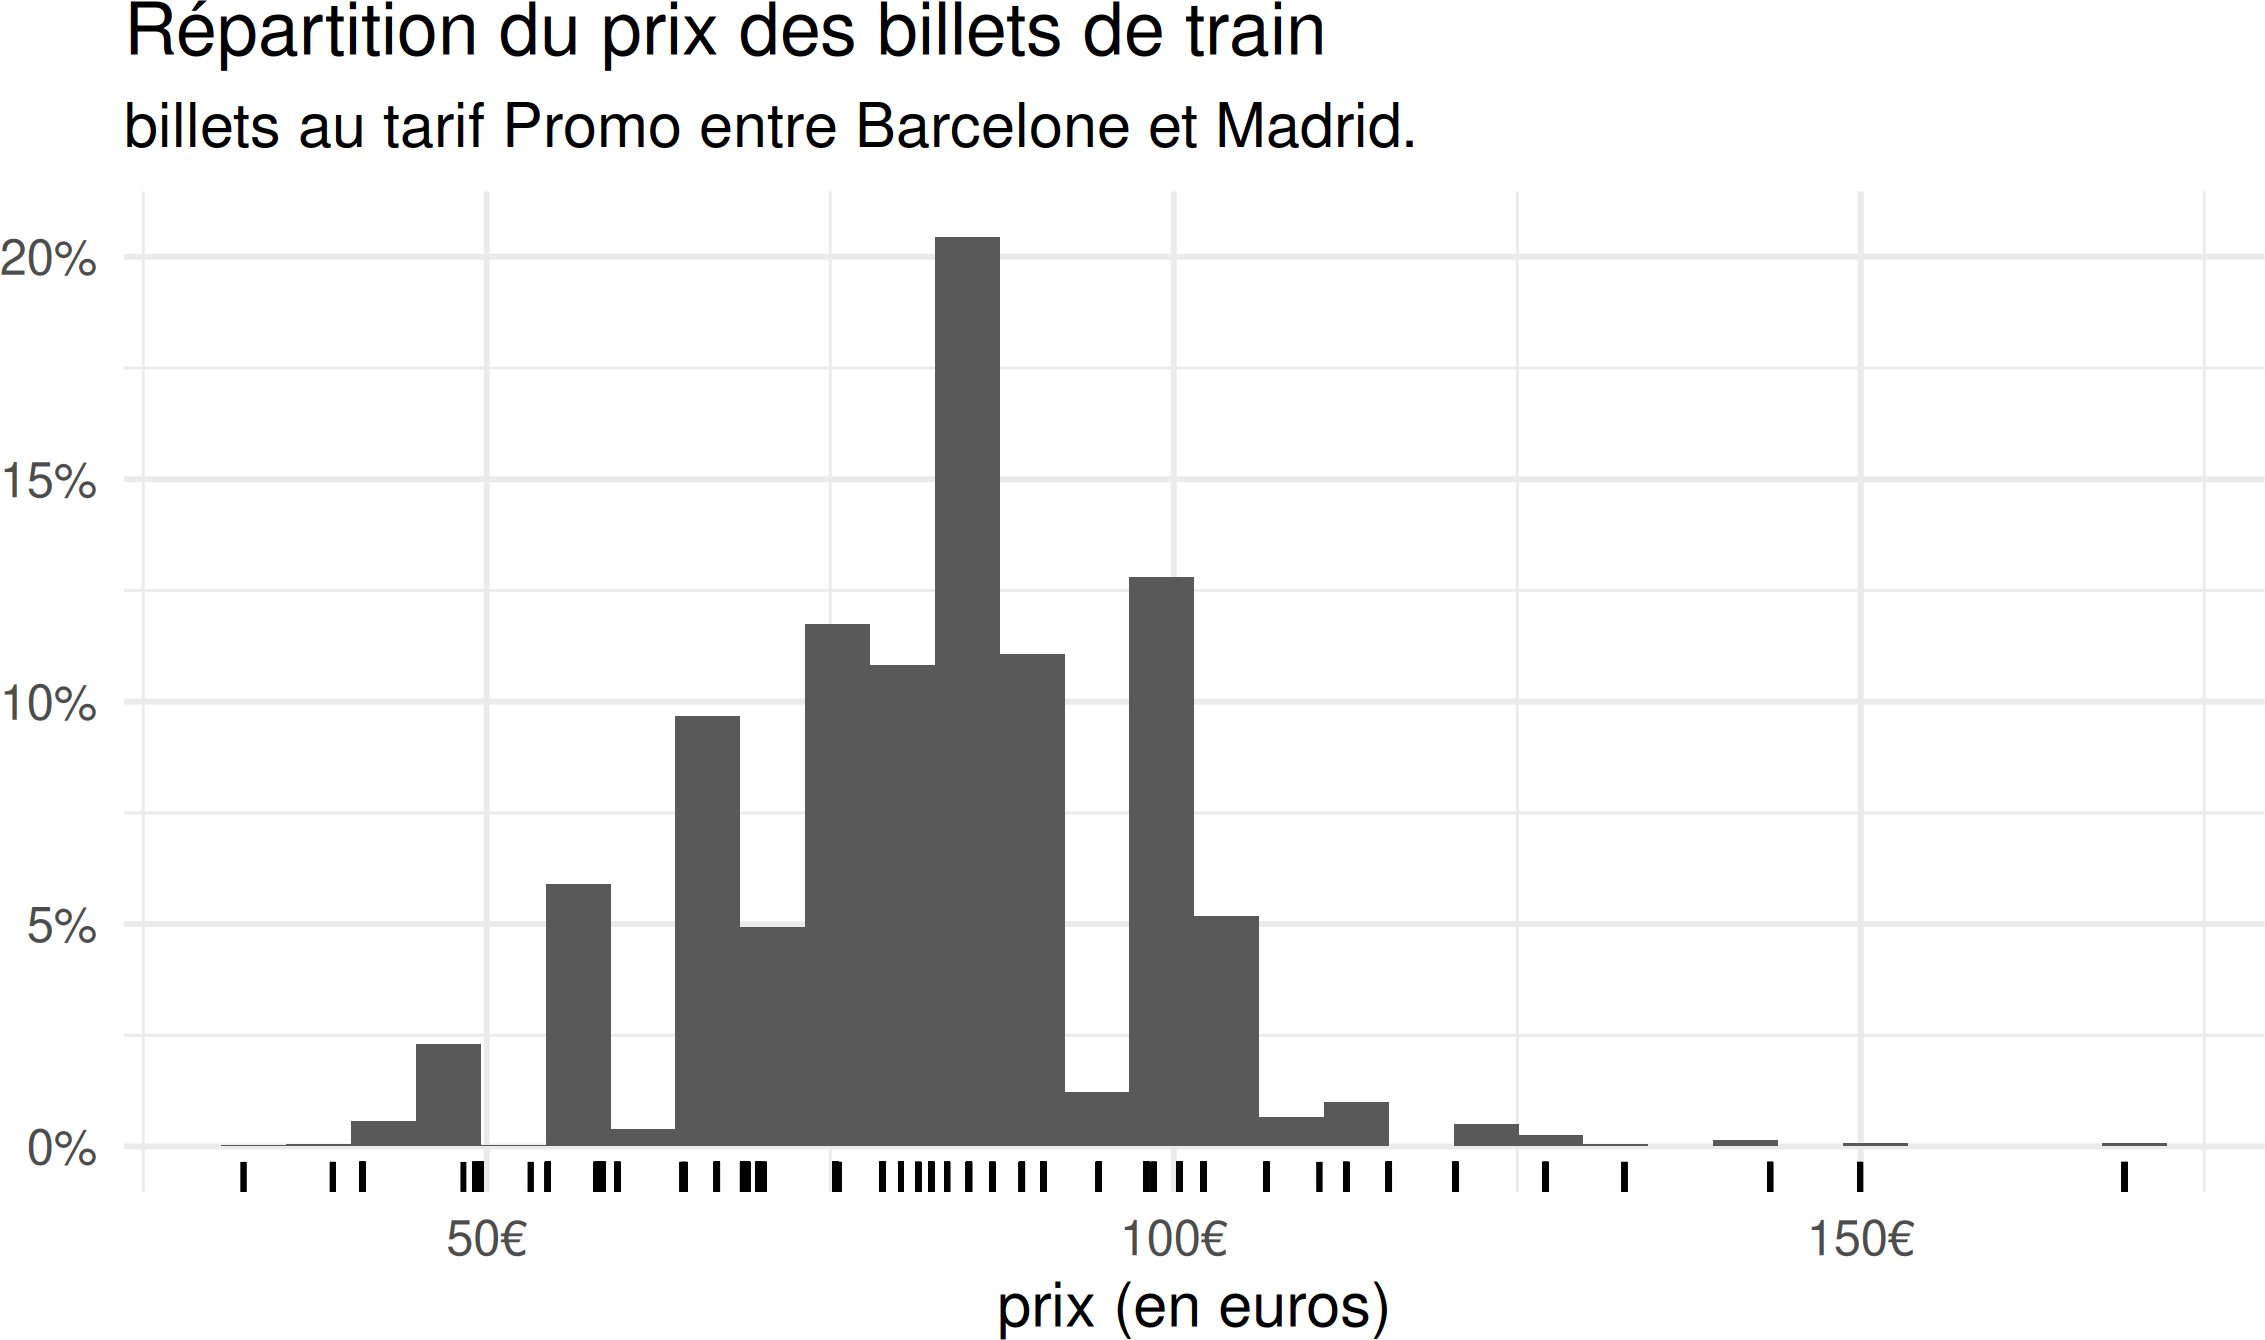 Répartition du prix des billets de train
billets au tarif Promo entre Barcelone et Madrid.
20%
15%
10%
5%
0%
50€ 100€ 150€
prix (en euros)